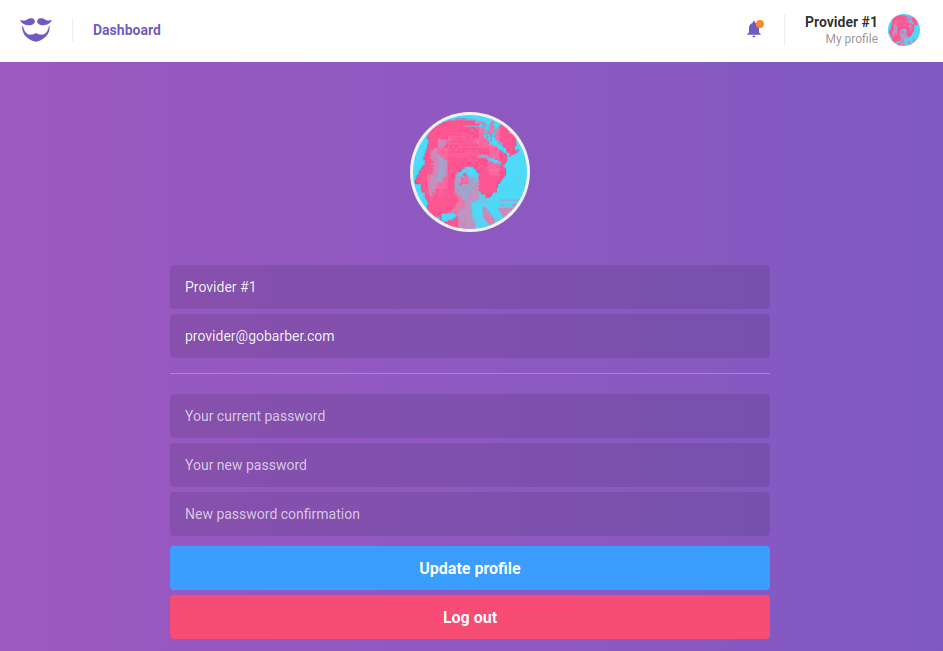 Dashboard
Provider #1
My profile
Provider #1
provider@gobarber.com
Your current password
Your new password
New password confirmation
Update profile
Log out